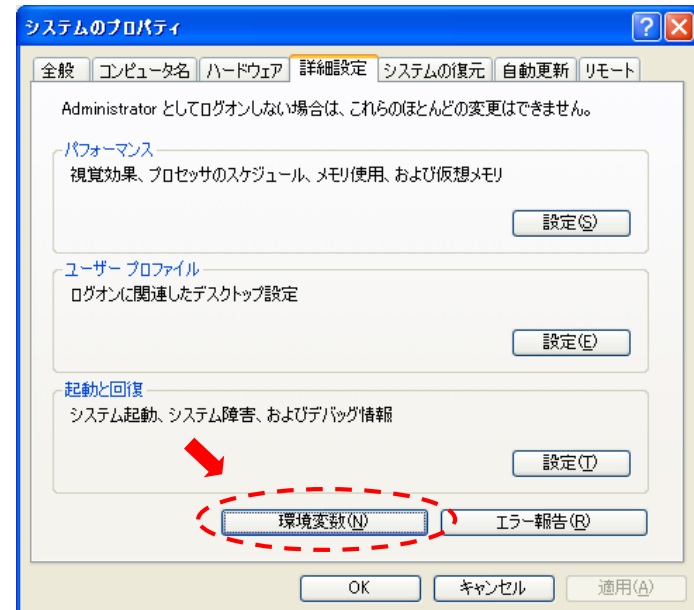 システムのプロパティ
全般 コンピュータ名 ハードウェア 詳細設定 システムの復元 自動更新 リモート
Administrator としてログオンしない場合は、これらのほとんどの変更はできません。
パフォーマンス
視覚効果、プロセッサのスケジュール、メモリ使用、および仮想メモリ
設定(S)
ユーザー プロファイル
ログオンに関連したデスクトップ設定
設定(E)
起動と回復
システム起動、システム障害、およびデバッグ情報
設定(T)
環境変数(N) エラー報告(R)
OK キャンセル 適用(A)